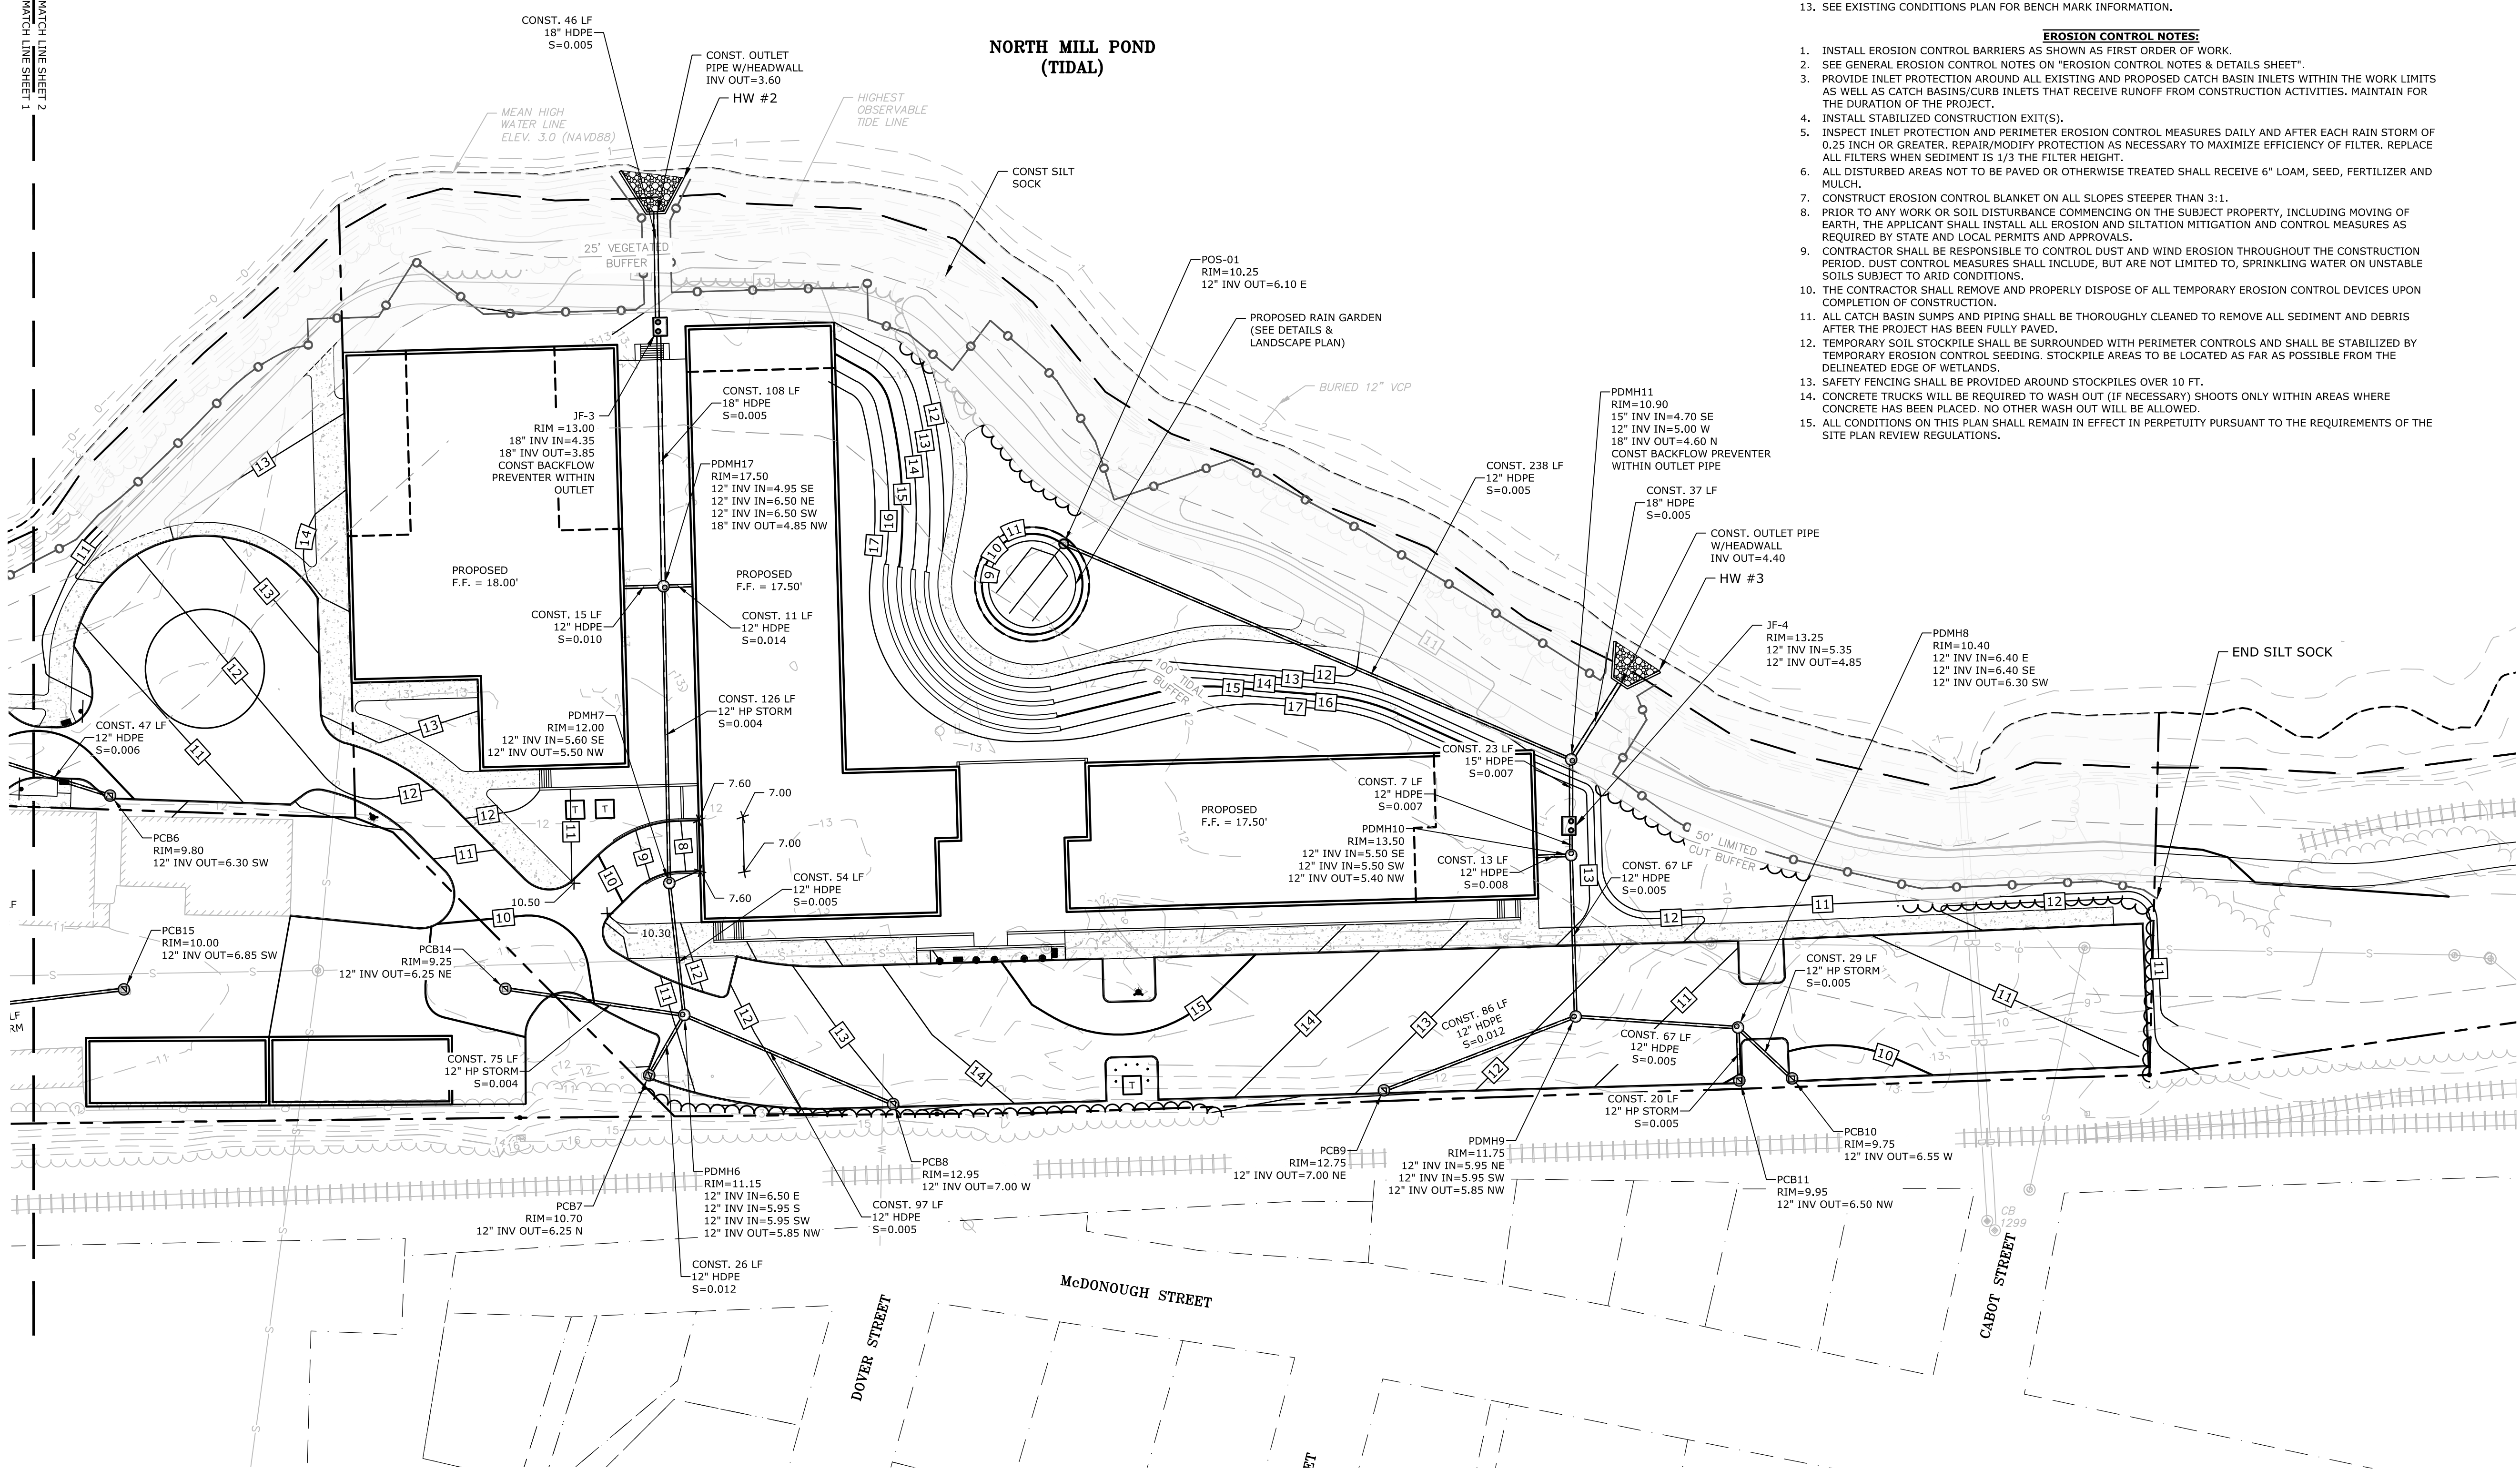 MATCH LINE SHEET 2
MATCH LINE SHEET 1
13. SEE EXISTING CONDITIONS PLAN FOR BENCH MARK INFORMATION.
EROSION CONTROL NOTES:
1. INSTALL EROSION CONTROL BARRIERS AS SHOWN AS FIRST ORDER OF WORK.
2. SEE GENERAL EROSION CONTROL NOTES ON "EROSION CONTROL NOTES & DETAILS SHEET".
3. PROVIDE INLET PROTECTION AROUND ALL EXISTING AND PROPOSED CATCH BASIN INLETS WITHIN THE WORK LIMITS
AS WELL AS CATCH BASINS/CURB INLETS THAT RECEIVE RUNOFF FROM CONSTRUCTION ACTIVITIES. MAINTAIN FOR
THE DURATION OF THE PROJECT.
4. INSTALL STABILIZED CONSTRUCTION EXIT(S).
5. INSPECT INLET PROTECTION AND PERIMETER EROSION CONTROL MEASURES DAILY AND AFTER EACH RAIN STORM OF
0.25 INCH OR GREATER. REPAIR/MODIFY PROTECTION AS NECESSARY TO MAXIMIZE EFFICIENCY OF FILTER. REPLACE
ALL FILTERS WHEN SEDIMENT IS 1/3 THE FILTER HEIGHT.
6. ALL DISTURBED AREAS NOT TO BE PAVED OR OTHERWISE TREATED SHALL RECEIVE 6" LOAM, SEED, FERTILIZER AND
MULCH.
7. CONSTRUCT EROSION CONTROL BLANKET ON ALL SLOPES STEEPER THAN 3:1.
8. PRIOR TO ANY WORK OR SOIL DISTURBANCE COMMENCING ON THE SUBJECT PROPERTY, INCLUDING MOVING OF
EARTH, THE APPLICANT SHALL INSTALL ALL EROSION AND SILTATION MITIGATION AND CONTROL MEASURES AS
REQUIRED BY STATE AND LOCAL PERMITS AND APPROVALS.
9. CONTRACTOR SHALL BE RESPONSIBLE TO CONTROL DUST AND WIND EROSION THROUGHOUT THE CONSTRUCTION
PERIOD. DUST CONTROL MEASURES SHALL INCLUDE, BUT ARE NOT LIMITED TO, SPRINKLING WATER ON UNSTABLE
SOILS SUBJECT TO ARID CONDITIONS.
10. THE CONTRACTOR SHALL REMOVE AND PROPERLY DISPOSE OF ALL TEMPORARY EROSION CONTROL DEVICES UPON
COMPLETION OF CONSTRUCTION.
11. ALL CATCH BASIN SUMPS AND PIPING SHALL BE THOROUGHLY CLEANED TO REMOVE ALL SEDIMENT AND DEBRIS
AFTER THE PROJECT HAS BEEN FULLY PAVED.
12. TEMPORARY SOIL STOCKPILE SHALL BE SURROUNDED WITH PERIMETER CONTROLS AND SHALL BE STABILIZED BY
TEMPORARY EROSION CONTROL SEEDING. STOCKPILE AREAS TO BE LOCATED AS FAR AS POSSIBLE FROM THE
DELINEATED EDGE OF WETLANDS.
13. SAFETY FENCING SHALL BE PROVIDED AROUND STOCKPILES OVER 10 FT.
14. CONCRETE TRUCKS WILL BE REQUIRED TO WASH OUT (IF NECESSARY) SHOOTS ONLY WITHIN AREAS WHERE
CONCRETE HAS BEEN PLACED. NO OTHER WASH OUT WILL BE ALLOWED.
15. ALL CONDITIONS ON THIS PLAN SHALL REMAIN IN EFFECT IN PERPETUITY PURSUANT TO THE REQUIREMENTS OF THE
SITE PLAN REVIEW REGULATIONS.
NORTH MILL POND
(TIDAL)
CONST. 46 LF
18" HDPE
S=0.005
CONST. OUTLET
PIPE W/HEADWALL
INV OUT=3.60
HW #2
MEAN HIGH
WATER LINE
ELEV. 3.0 (NAVD88)
HIGHEST
OBSERVABLE
TIDE LINE
CONST SILT
SOCK
25' VEGETATED
BUFFER
POS-01
RIM=10.25
12" INV OUT=6.10 E
PROPOSED RAIN GARDEN
(SEE DETAILS &
LANDSCAPE PLAN)
BURIED 12" VCP
CONST. 108 LF
18" HDPE
S=0.005
JF-3
RIM =13.00
18" INV IN=4.35
18" INV OUT=3.85
CONST BACKFLOW
PREVENTER WITHIN
OUTLET
PDMH17
RIM=17.50
12" INV IN=4.95 SE
12" INV IN=6.50 NE
12" INV IN=6.50 SW
18" INV OUT=4.85 NW
PDMH11
RIM=10.90
15" INV IN=4.70 SE
12" INV IN=5.00 W
18" INV OUT=4.60 N
CONST BACKFLOW PREVENTER
WITHIN OUTLET PIPE
CONST. 238 LF
12" HDPE
S=0.005
CONST. 37 LF
18" HDPE
S=0.005
CONST. OUTLET PIPE
W/HEADWALL
INV OUT=4.40
HW #3
PROPOSED
F.F. = 18.00'
PROPOSED
F.F. = 17.50'
CONST. 15 LF
12" HDPE
S=0.010
CONST. 11 LF
12" HDPE
S=0.014
JF-4
RIM=13.25
12" INV IN=5.35
12" INV OUT=4.85
PDMH8
RIM=10.40
12" INV IN=6.40 E
12" INV IN=6.40 SE
12" INV OUT=6.30 SW
END SILT SOCK
100' TIDAL
BUFFER
CONST. 126 LF
12" HP STORM
S=0.004
PDMH7
RIM=12.00
12" INV IN=5.60 SE
12" INV OUT=5.50 NW
CONST. 47 LF
12" HDPE
S=0.006
CONST. 23 LF
15" HDPE
S=0.007
CONST. 7 LF
12" HDPE
S=0.007
7.60
7.00
7.00
7.60
T
T
PROPOSED
F.F. = 17.50'
PDMH10
RIM=13.50
12" INV IN=5.50 SE
12" INV IN=5.50 SW
12" INV OUT=5.40 NW
CONST. 13 LF
12" HDPE
S=0.008
CONST. 67 LF
12" HDPE
S=0.005
50' LIMITED
CUT BUFFER
PCB6
RIM=9.80
12" INV OUT=6.30 SW
CONST. 54 LF
12" HDPE
S=0.005
10.50
10.30
LF
PCB15
RIM=10.00
12" INV OUT=6.85 SW
PCB14
RIM=9.25
12" INV OUT=6.25 NE
CONST. 29 LF
12" HP STORM
S=0.005
LF
RM
CONST. 86 LF
12" HDPE
S=0.012
CONST. 67 LF
12" HDPE
S=0.005
CONST. 75 LF
12" HP STORM
S=0.004
T
CONST. 20 LF
12" HP STORM
S=0.005
PCB10
RIM=9.75
12" INV OUT=6.55 W
PCB9
RIM=12.75
12" INV OUT=7.00 NE
PDMH9
RIM=11.75
12" INV IN=5.95 NE
12" INV IN=5.95 SW
12" INV OUT=5.85 NW
PCB11
RIM=9.95
12" INV OUT=6.50 NW
PCB8
RIM=12.95
12" INV OUT=7.00 W
PDMH6
RIM=11.15
12" INV IN=6.50 E
12" INV IN=5.95 S
12" INV IN=5.95 SW
12" INV OUT=5.85 NW
PCB7
RIM=10.70
12" INV OUT=6.25 N
CONST. 97 LF
12" HDPE
S=0.005
CONST. 26 LF
12" HDPE
S=0.012
CB
1299
McDONOUGH STREET
DOVER STREET
CABOT STREET
ET